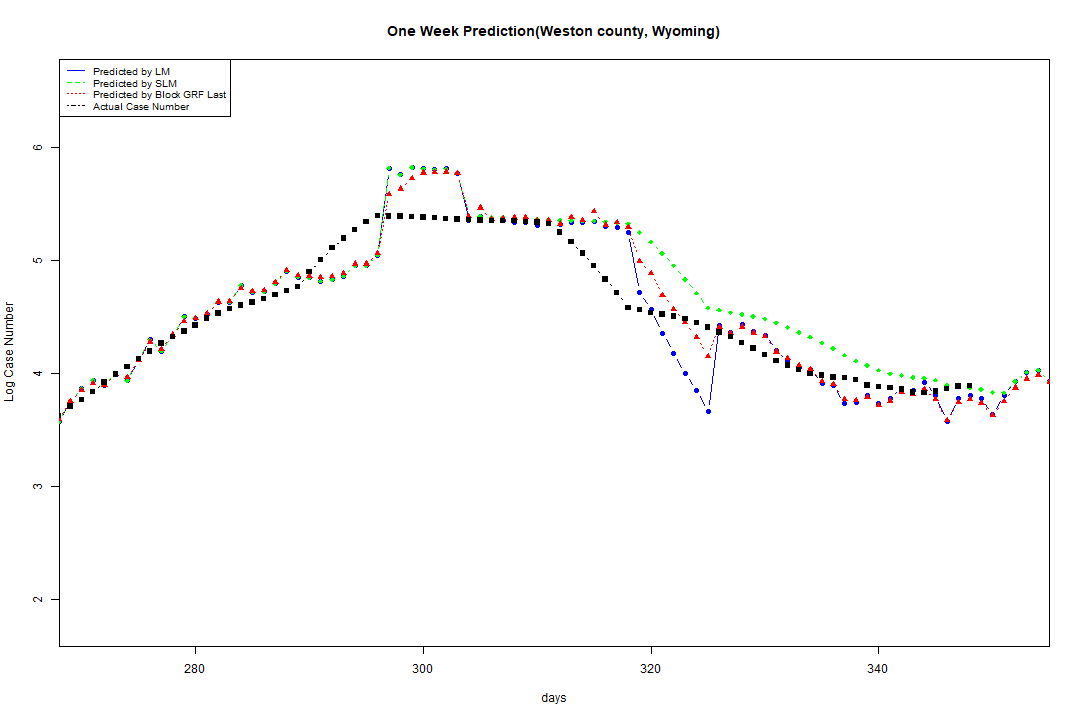 One Week Prediction(Weston county, Wyoming)
Predicted by LM
Predicted by SLM
Predicted by Block GRF Last
Actual Case Number
6
5
4
3
2
Log Case Number
280 300 320 340
days